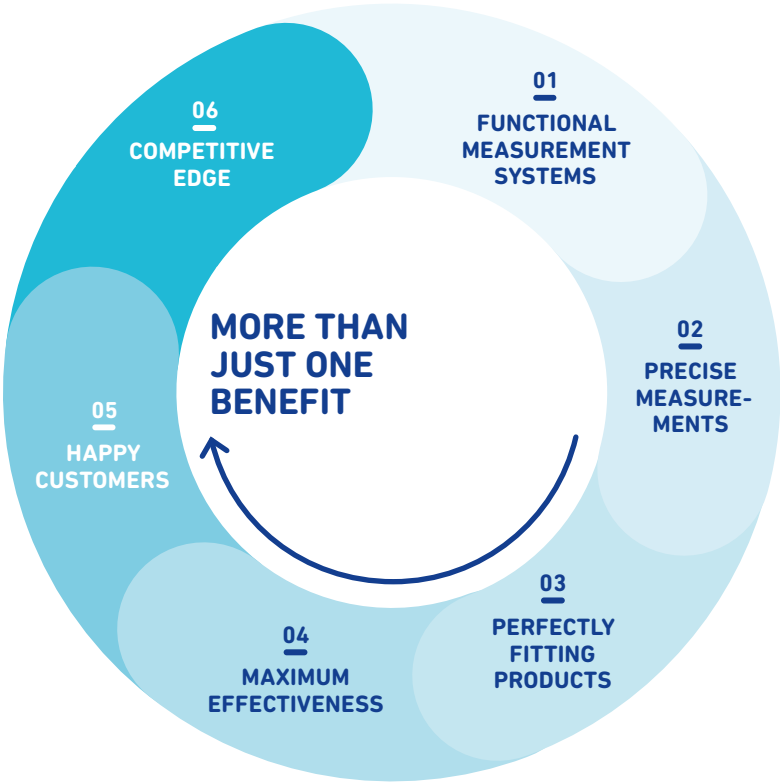 MORE THAN
JUST ONE
BENEFIT
01
FUNCTIONAL
MEASUREMENT
SYSTEMS
02
PRECISE
MEASURE-
MENTS
03
PERFECTLY
FITTING
PRODUCTS
04
MAXIMUM
EFFECTIVENESS
05
HAPPY
CUSTOMERS
06
COMPETITIVE
EDGE